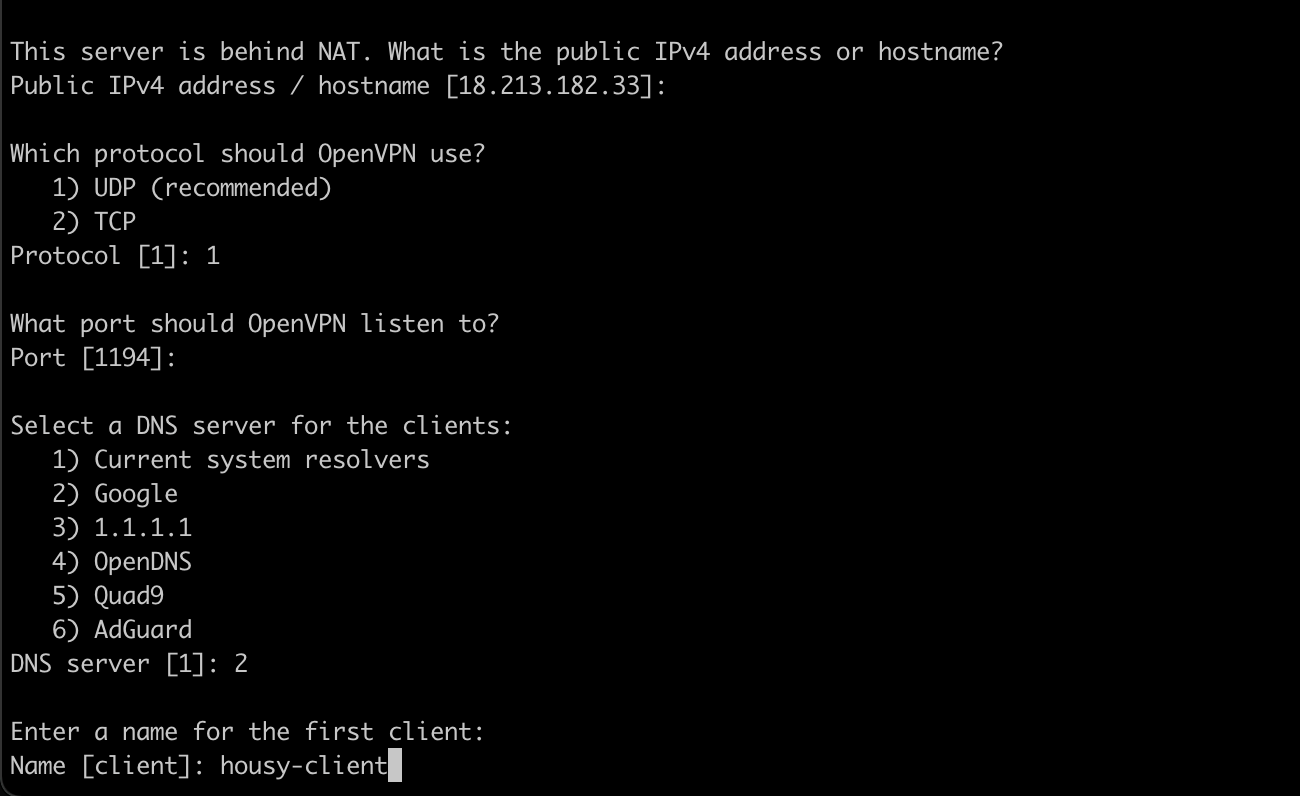 This server is behind NAT. What is the public IPv4 address or hostname?
Public IPv4 address / hostname [18.213.182.33]:
Which protocol should OpenVPN use?
1) UDP (recommended)
2) TCP
Protocol [1]: 1
What port should OpenVPN listen to?
Port [1194]:
Select a DNS server for the clients:
1) Current system resolvers
2) Google
3) 1.1.1.1
4) OpenDNS
5) Quad9
6) AdGuard
DNS server [1]: 2
Enter a name for the first client:
Name [client]: housy-client